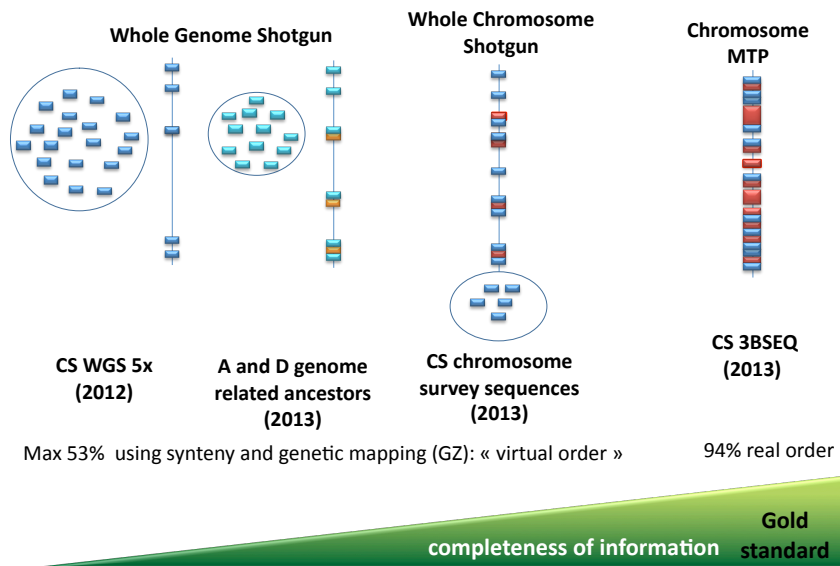 Whole Genome Shotgun
Whole Chromosome
Shotgun
Chromosome
MTP
CS WGS 5x
(2012)
A and D genome
related ancestors
(2013)
CS chromosome
survey sequences
(2013)
CS 3BSEQ
(2013)
Max 53% using synteny and genetic mapping (GZ): « virtual order »
94% real order
completeness of information
Gold
standard